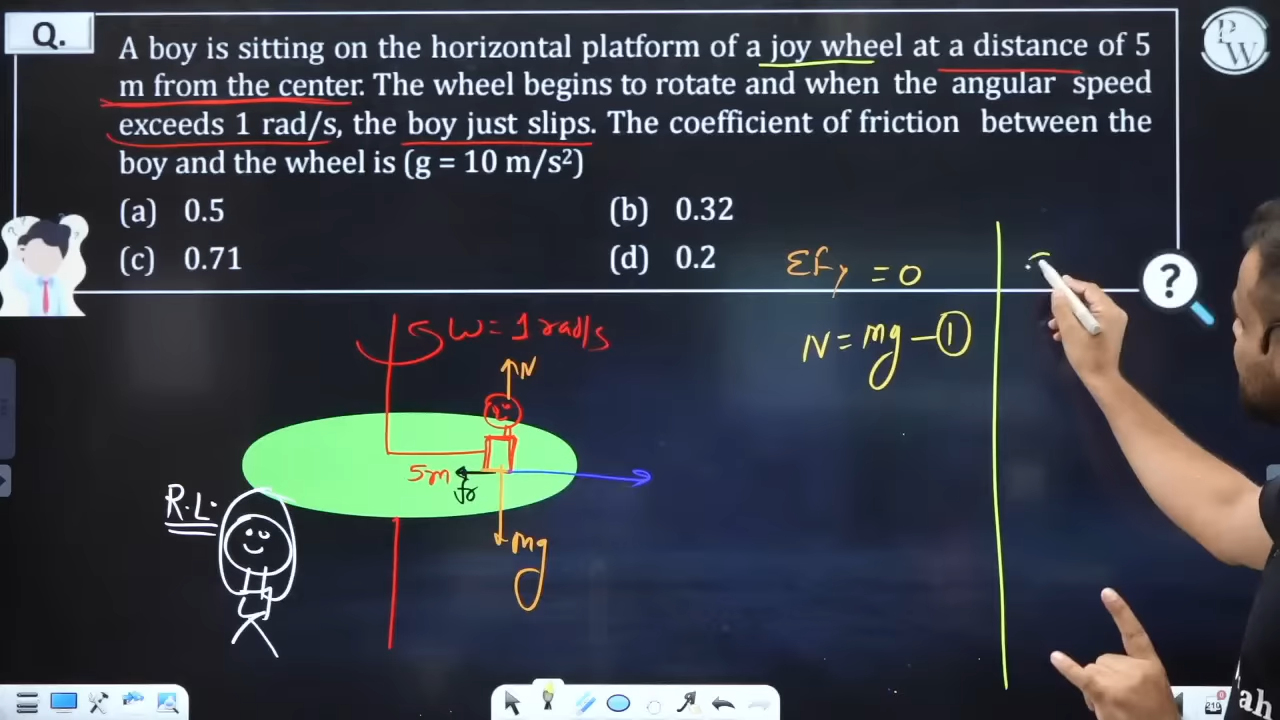 Q.
A boy is sitting on the horizontal platform of a joy wheel at a distance of 5
m from the center. The wheel begins to rotate and when the angular speed
exceeds 1 rad/s, the boy just slips. The coefficient of friction between the
boy and the wheel is (g = 10 m/s²)
(a) 0.5
(b) 0.32
(c) 0.71
(d) 0.2
PW
?
ΣFy = 0
N = mg - ①
W = 1 rad/s
N
5m
fr
mg
R.L.
ah